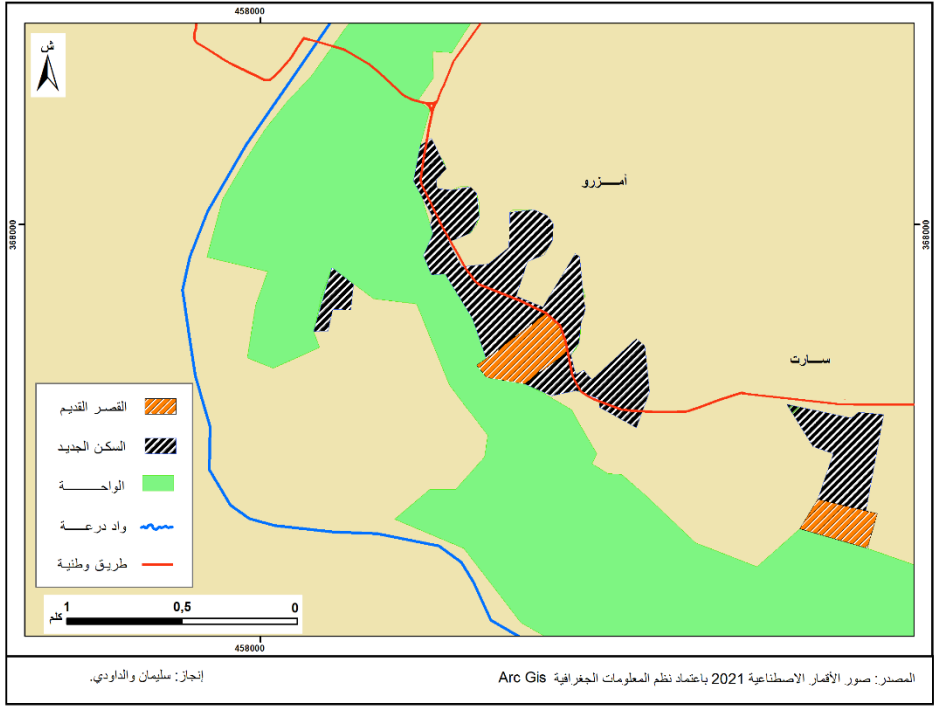 458000
ش
أمـــزرو
368000
368000
ســـارت
القصر القديم
السكن الجديد
الواحـــــة
واد درعـــة
طريق وطنية
1 0,5 0
كلم
458000
المصدر: صور الأقمار الاصطناعية 2021 باعتماد نظم المعلومات الجغرافية Arc Gis
إنجاز: سليمان والداودي.